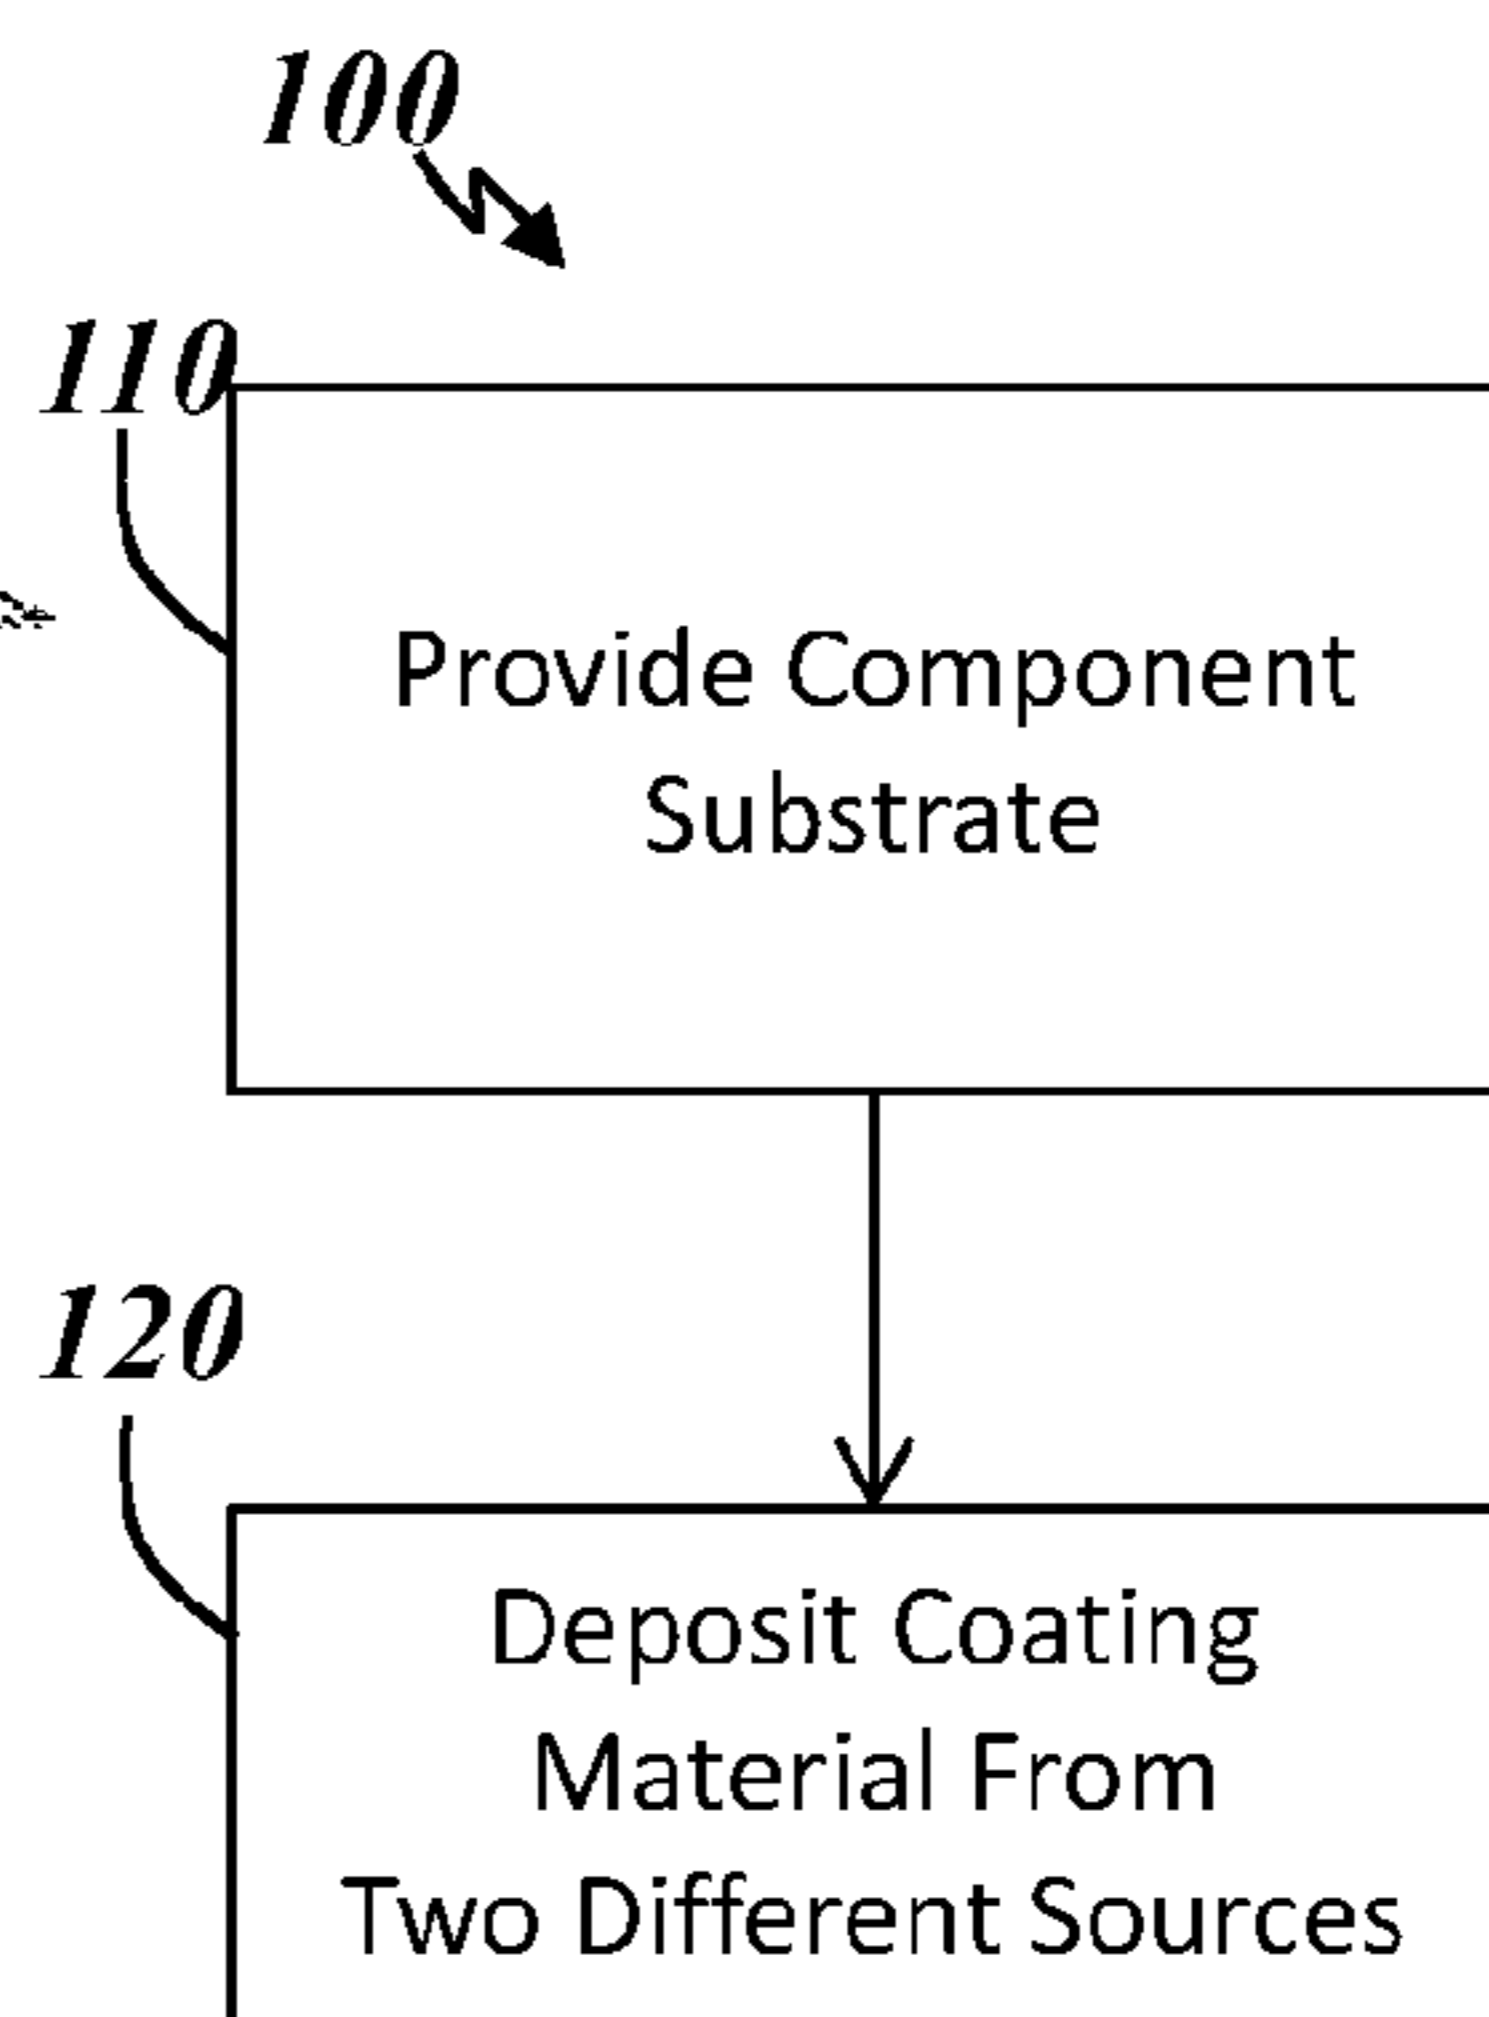 100
110
Provide Component
Substrate
120
Deposit Coating
Material From
Two Different Sources